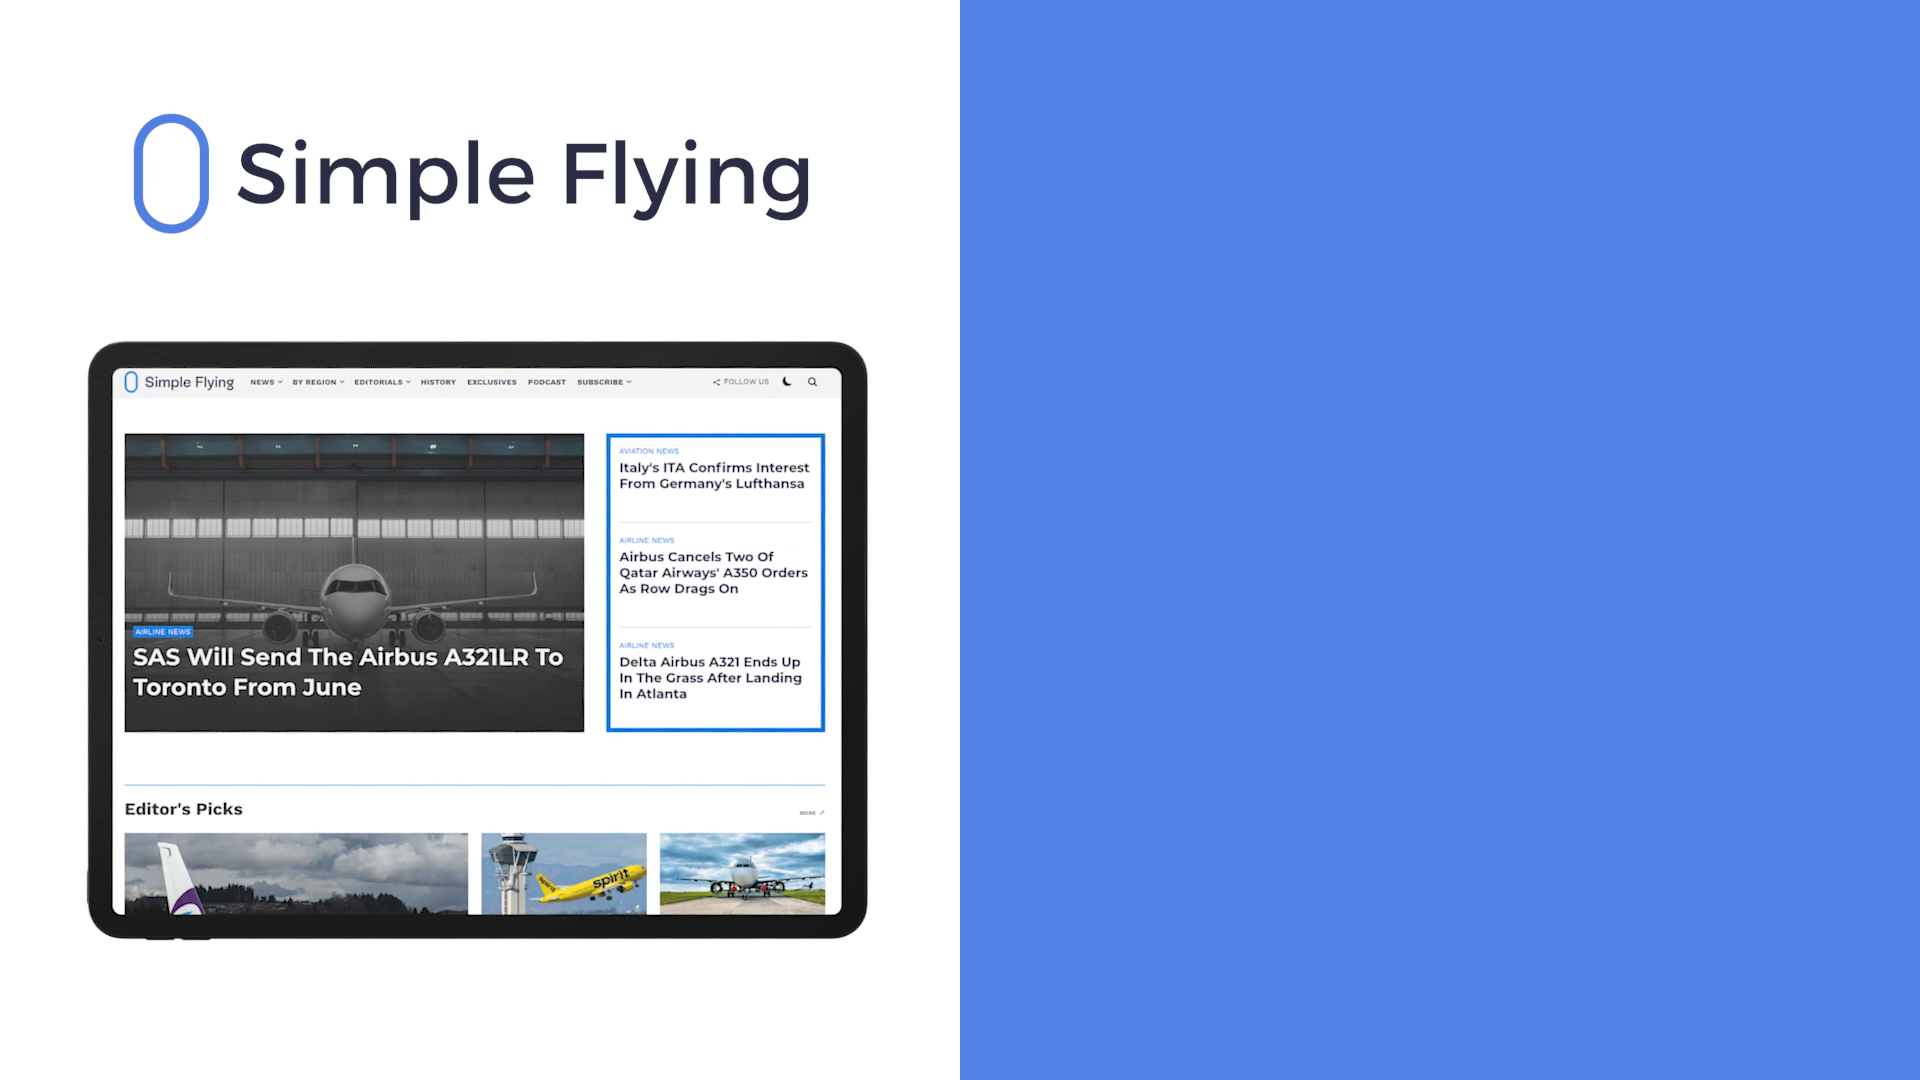 Simple Flying
Simple Flying
NEWS
BY REGION
EDITORIALS
HISTORY
EXCLUSIVES
PODCAST
SUBSCRIBE
FOLLOW US
AIRLINE NEWS
SAS Will Send The Airbus A321LR To
Toronto From June
AVIATION NEWS
Italy's ITA Confirms Interest
From Germany's Lufthansa
AIRLINE NEWS
Airbus Cancels Two Of
Qatar Airways' A350 Orders
As Row Drags On
AIRLINE NEWS
Delta Airbus A321 Ends Up
In The Grass After Landing
In Atlanta
Editor's Picks
MORE
spirit
spirit